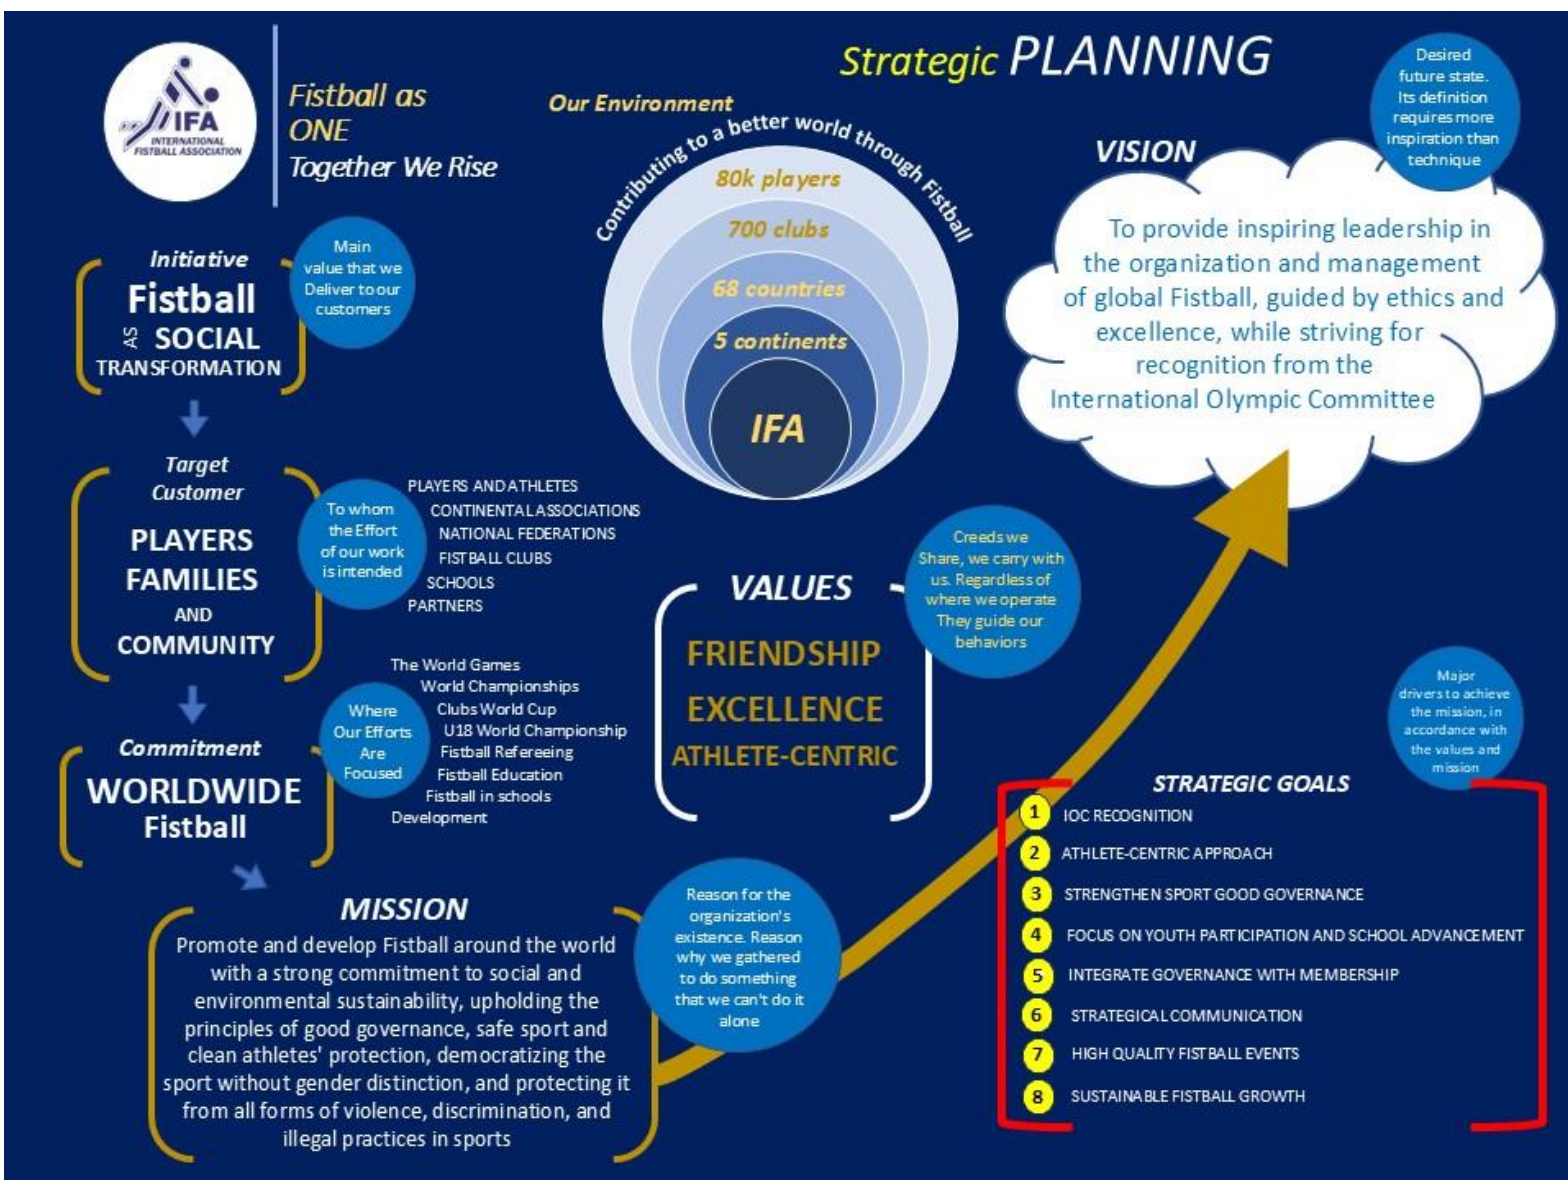 IFA
INTERNATIONAL
FISTBALL ASSOCIATION
Fistball as
ONE
Together We Rise
Strategic PLANNING
Initiative
Fistball
AS SOCIAL
TRANSFORMATION
Main
value that we
Deliver to our
customers
Target
Customer
PLAYERS
FAMILIES
AND
COMMUNITY
To whom
the Effort
of our work
is intended
PLAYERS AND ATHLETES
CONTINENTAL ASSOCIATIONS
NATIONAL FEDERATIONS
FISTBALL CLUBS
SCHOOLS
PARTNERS
Commitment
WORLDWIDE
Fistball
Where
Our Efforts
Are
Focused
The World Games
World Championships
Clubs World Cup
U18 World Championship
Fistball Refereeing
Fistball Education
Fistball in schools
Development
MISSION
Promote and develop Fistball around the world
with a strong commitment to social and
environmental sustainability, upholding the
principles of good governance, safe sport and
clean athletes' protection, democratizing the
sport without gender distinction, and protecting it
from all forms of violence, discrimination, and
illegal practices in sports
Reason for the
organization's
existence. Reason
why we gathered
to do something
that we can't do it
alone
Our Environment
Contributing to a better world through Fistball
80k players
700 clubs
68 countries
5 continents
IFA
VALUES
FRIENDSHIP
EXCELLENCE
ATHLETE-CENTRIC
Creeds we
Share, we carry with
us. Regardless of
where we operate
They guide our
behaviors
VISION
To provide inspiring leadership in
the organization and management
of global Fistball, guided by ethics and
excellence, while striving for
recognition from the
International Olympic Committee
Desired
future state.
Its definition
requires more
inspiration than
technique
Major
drivers to achieve
the mission, in
accordance with
the values and
mission
STRATEGIC GOALS
1 IOC RECOGNITION
2 ATHLETE-CENTRIC APPROACH
3 STRENGTHEN SPORT GOOD GOVERNANCE
4 FOCUS ON YOUTH PARTICIPATION AND SCHOOL ADVANCEMENT
5 INTEGRATE GOVERNANCE WITH MEMBERSHIP
6 STRATEGICAL COMMUNICATION
7 HIGH QUALITY FISTBALL EVENTS
8 SUSTAINABLE FISTBALL GROWTH